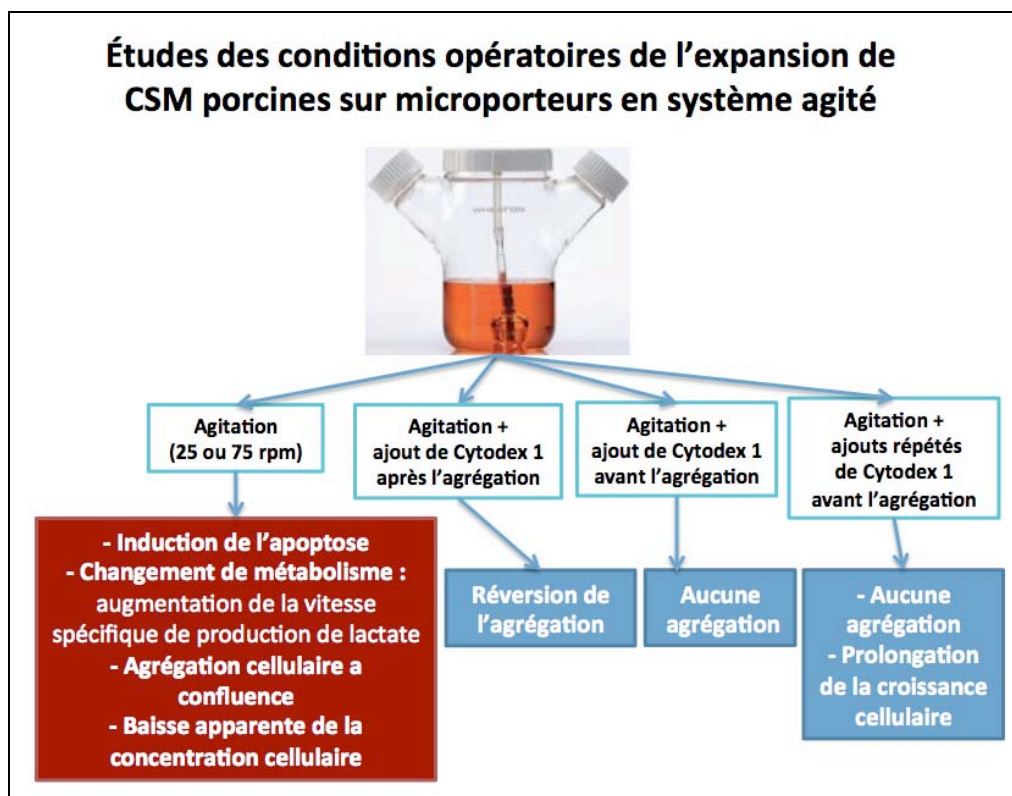 Études des conditions opératoires de l'expansion de
CSM porcines sur microporteurs en système agité
WHEATON
Agitation
(25 ou 75 rpm)
Agitation +
ajout de Cytodex 1
après l'agrégation
Agitation +
ajout de Cytodex 1
avant l'agrégation
Agitation +
ajouts répétés
de Cytodex 1
avant l'agrégation
- Induction de l'apoptose
- Changement de métabolisme :
augmentation de la vitesse
spécifique de production de lactate
- Agrégation cellulaire a
confluence
- Baisse apparente de la
concentration cellulaire
Réversion de
l'agrégation
Aucune
agrégation
- Aucune
agrégation
- Prolongation
de la croissance
cellulaire